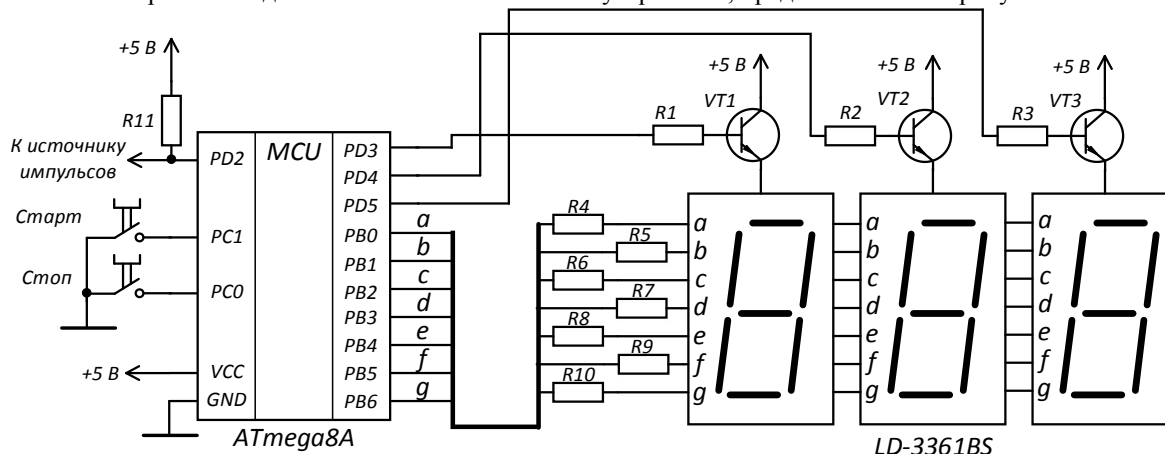 +5 В
R11
К источнику
импульсов
Старт
Стоп
+5 В
PD2
PC1
PC0
VCC
GND
MCU
PD3
PD4
PD5
PB0
PB1
PB2
PB3
PB4
PB5
PB6
ATmega8A
a
b
c
d
e
f
g
R1
R2
R3
+5 В
VT1
+5 В
VT2
+5 В
VT3
R4
R5
R6
R7
R8
R9
R10
a
b
c
d
e
f
g
a
b
c
d
e
f
g
a
b
c
d
e
f
g
LD-3361BS